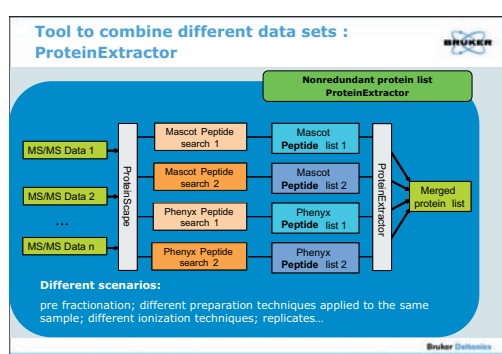 Tool to combine different data sets :
ProteinExtractor
BRUKER
Nonredundant protein list
ProteinExtractor
MS/MS Data 1
MS/MS Data 2
...
MS/MS Data n
ProteinScape
Mascot Peptide
search 1
Mascot Peptide
search 2
Phenyx Peptide
search 1
Phenyx Peptide
search 2
Mascot
Peptide list 1
Mascot
Peptide list 2
Phenyx
Peptide list 1
Phenyx
Peptide list 2
ProteinExtractor
Merged
protein list
Different scenarios:
pre fractionation; different preparation techniques applied to the same
sample; different ionization techniques; replicates…
Bruker Daltonics